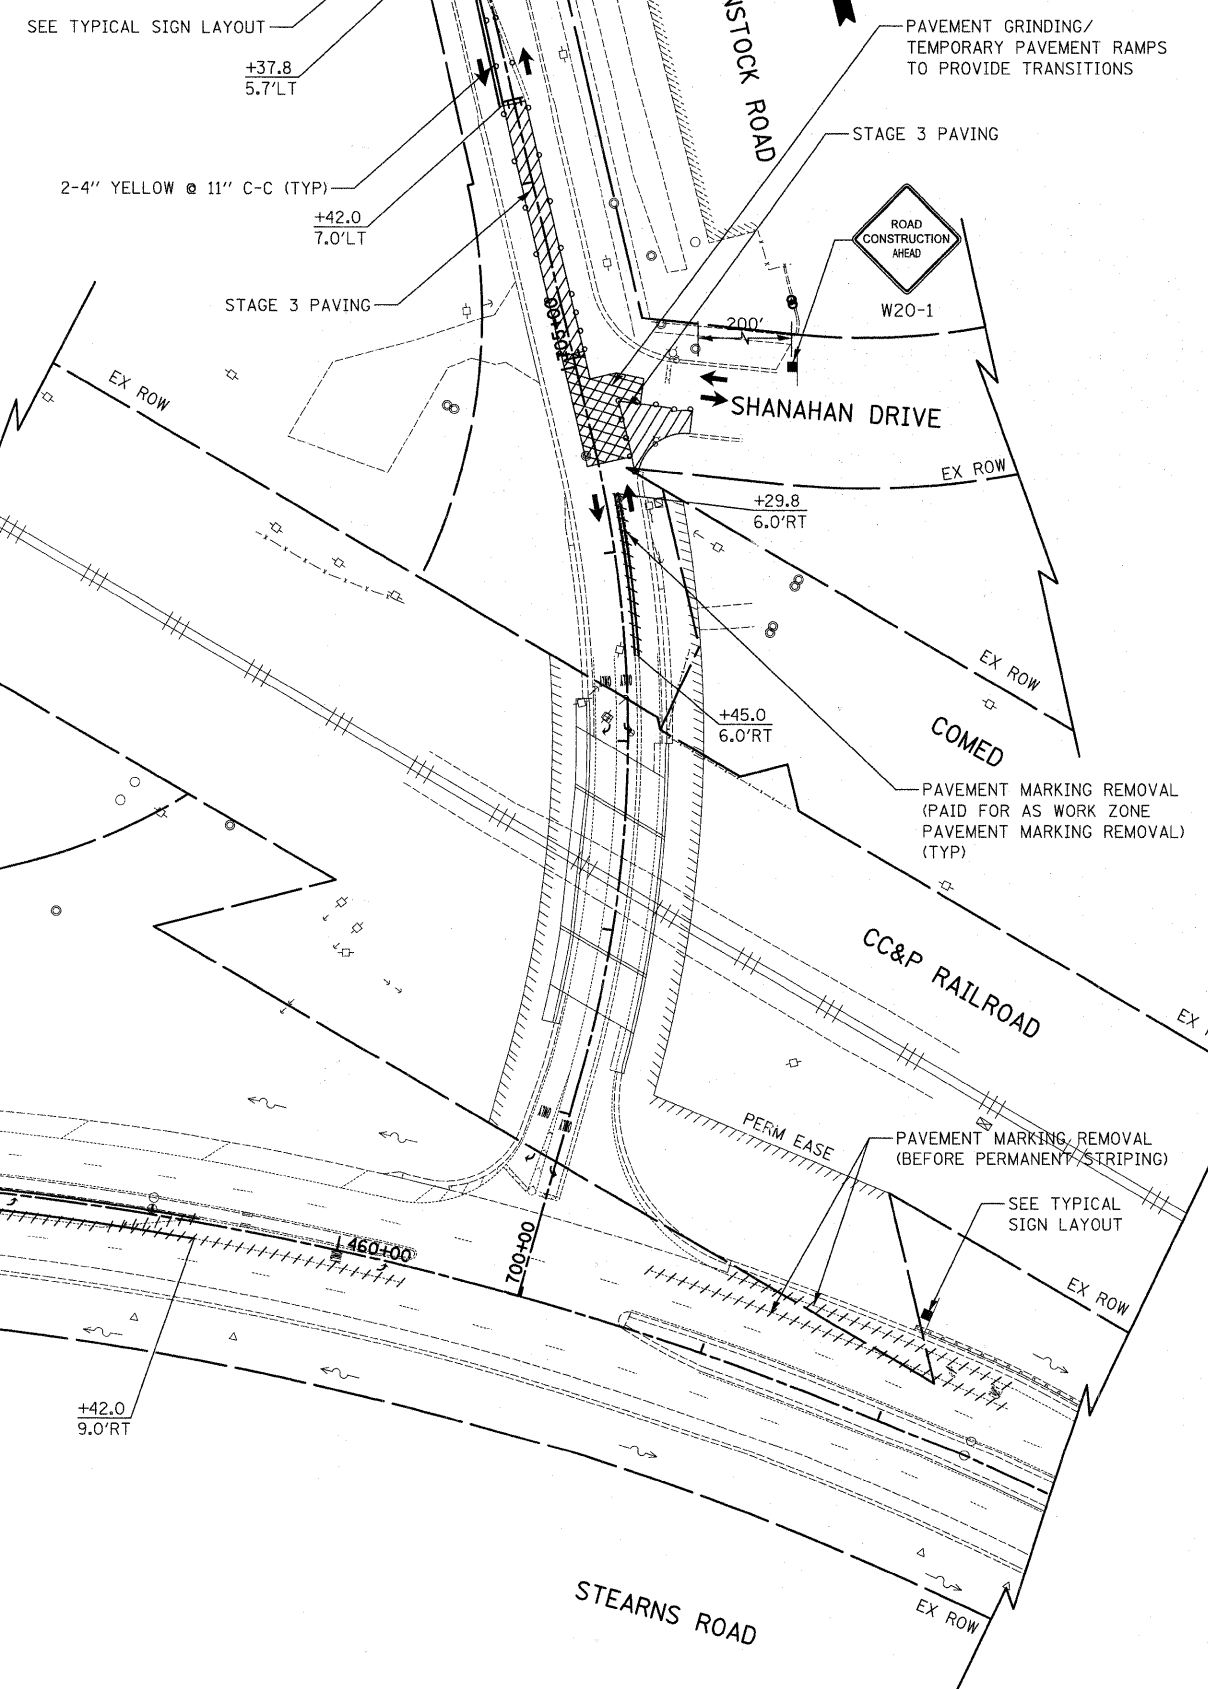 SEE TYPICAL SIGN LAYOUT
+37.8
5.7'LT
2-4" YELLOW @ 11" C-C (TYP)
+42.0
7.0'LT
STAGE 3 PAVING
NSTOCK ROAD
PAVEMENT GRINDING/
TEMPORARY PAVEMENT RAMPS
TO PROVIDE TRANSITIONS
STAGE 3 PAVING
ROAD
CONSTRUCTION
AHEAD
W20-1
200'
705+00
SHANAHAN DRIVE
EX ROW
EX ROW
+29.8
6.0'RT
EX ROW
COMED
+45.0
6.0'RT
PAVEMENT MARKING REMOVAL
(PAID FOR AS WORK ZONE
PAVEMENT MARKING REMOVAL)
(TYP)
CC&P RAILROAD
EX
PERM EASE
PAVEMENT MARKING REMOVAL
(BEFORE PERMANENT STRIPING)
SEE TYPICAL
SIGN LAYOUT
460+00
700+00
EX ROW
+42.0
9.0'RT
STEARNS ROAD
EX ROW